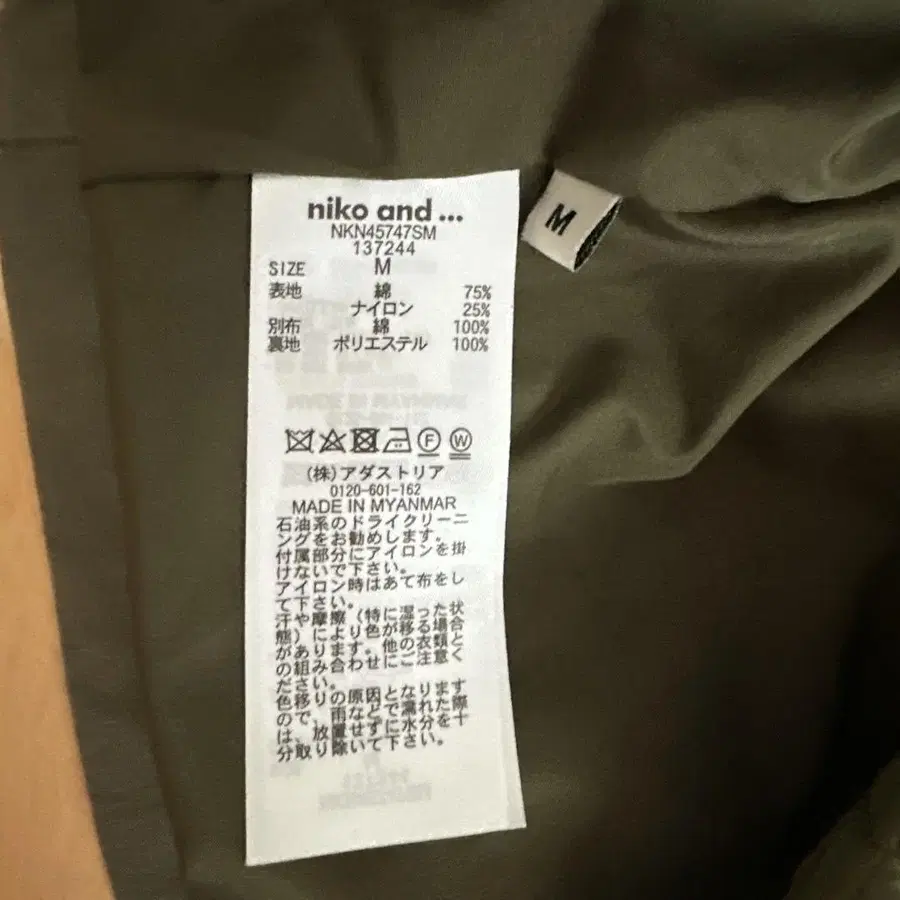 niko and ...
NKN45747SM
137244
SIZE M
表地 綿 75%
ナイロン 25%
別布 綿 100%
裏地 ポリエステル 100%
F W
(株)アダストリア
0120-601-162
MADE IN MYANMAR
石油系のドライクリーニ
ングをお勧めします。
付属部分にアイロンを掛
けないで下さい。
アイロン時はあて布をし
て下さい。
汗や摩擦(特に湿った状
態)により色が移る場合
があります。他の衣類と
の組み合わせにご注意く
ださい。
色移りの原因となります
ので、雨などで濡れた際
は、放置せずに水分を十
分取り除いて下さい。
M